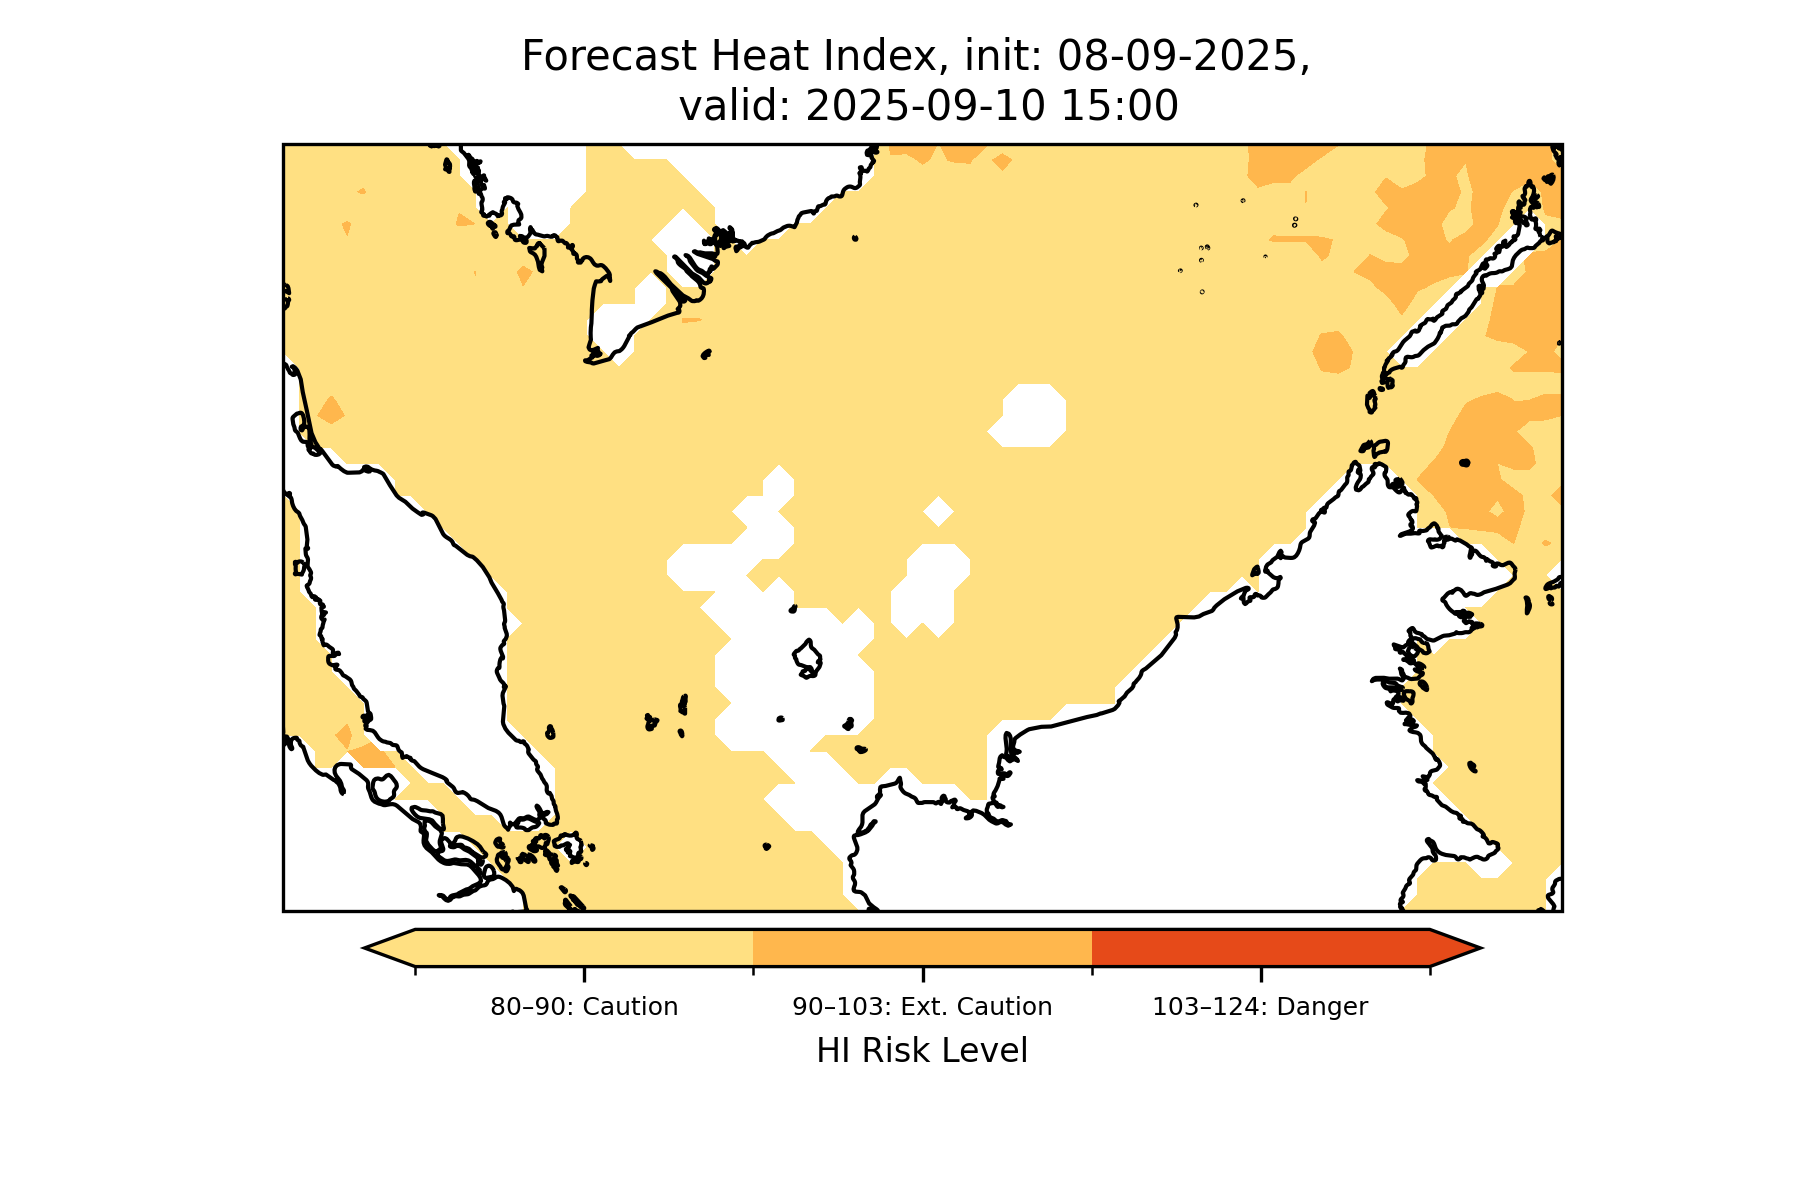 Forecast Heat Index, init: 08-09-2025,
valid: 2025-09-10 15:00
80–90: Caution
90–103: Ext. Caution
103–124: Danger
HI Risk Level